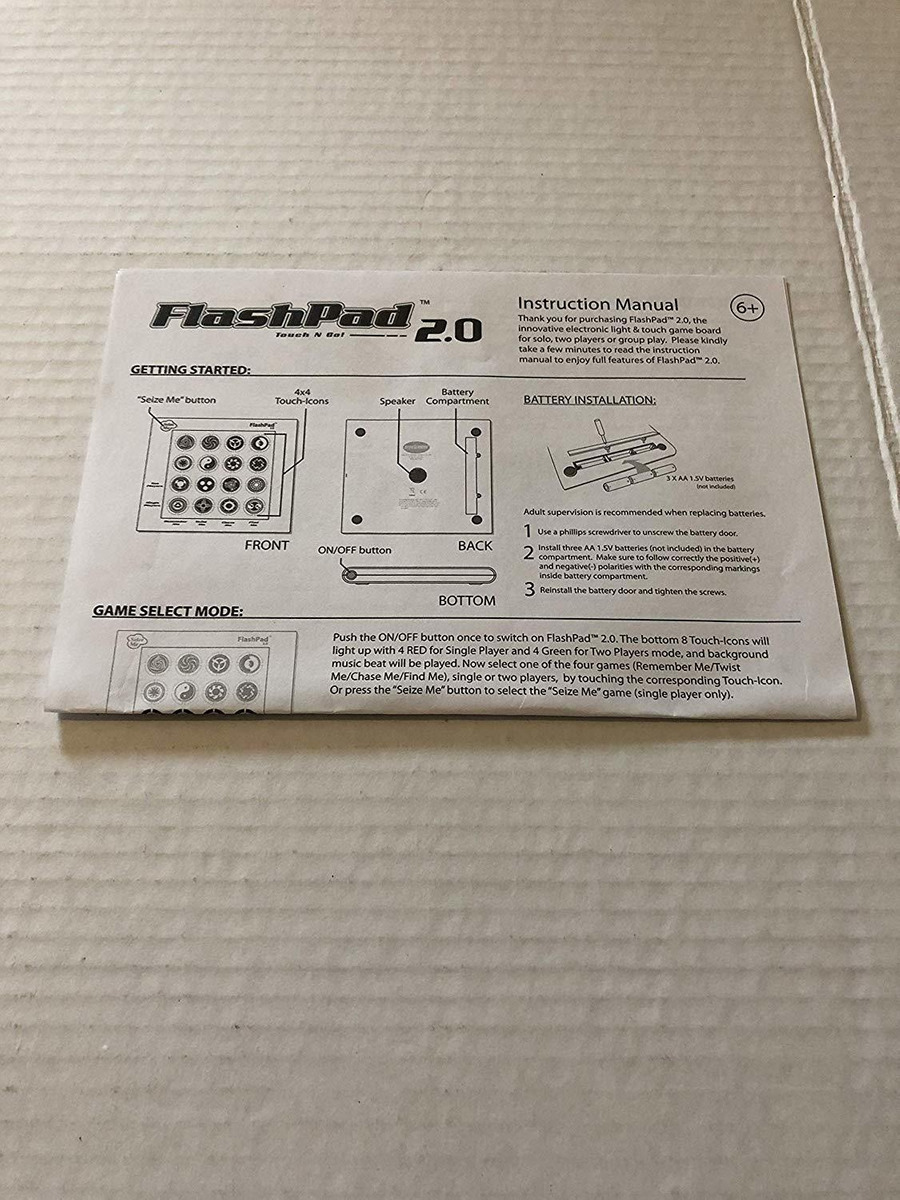 FlashPad™ 2.0
Touch N Go!
Instruction Manual
6+
Thank you for purchasing FlashPad™ 2.0, the
innovative electronic light & touch game board
for solo, two players or group play. Please kindly
take a few minutes to read the instruction
manual to enjoy full features of FlashPad™ 2.0.
GETTING STARTED:
"Seize Me" button
4x4
Touch-Icons
FlashPad
FRONT
Speaker
Battery
Compartment
BACK
ON/OFF button
BOTTOM
BATTERY INSTALLATION:
3 X AA 1.5V batteries
(not included)
Adult supervision is recommended when replacing batteries.
1 Use a phillips screwdriver to unscrew the battery door.
2 Install three AA 1.5V batteries (not included) in the battery
compartment. Make sure to follow correctly the positive(+)
and negative(-) polarities with the corresponding markings
inside battery compartment.
3 Reinstall the battery door and tighten the screws.
GAME SELECT MODE:
FlashPad
Push the ON/OFF button once to switch on FlashPad™ 2.0. The bottom 8 Touch-Icons will
light up with 4 RED for Single Player and 4 Green for Two Players mode, and background
music beat will be played. Now select one of the four games (Remember Me/Twist
Me/Chase Me/Find Me), single or two players, by touching the corresponding Touch-Icon.
Or press the "Seize Me" button to select the "Seize Me" game (single player only).